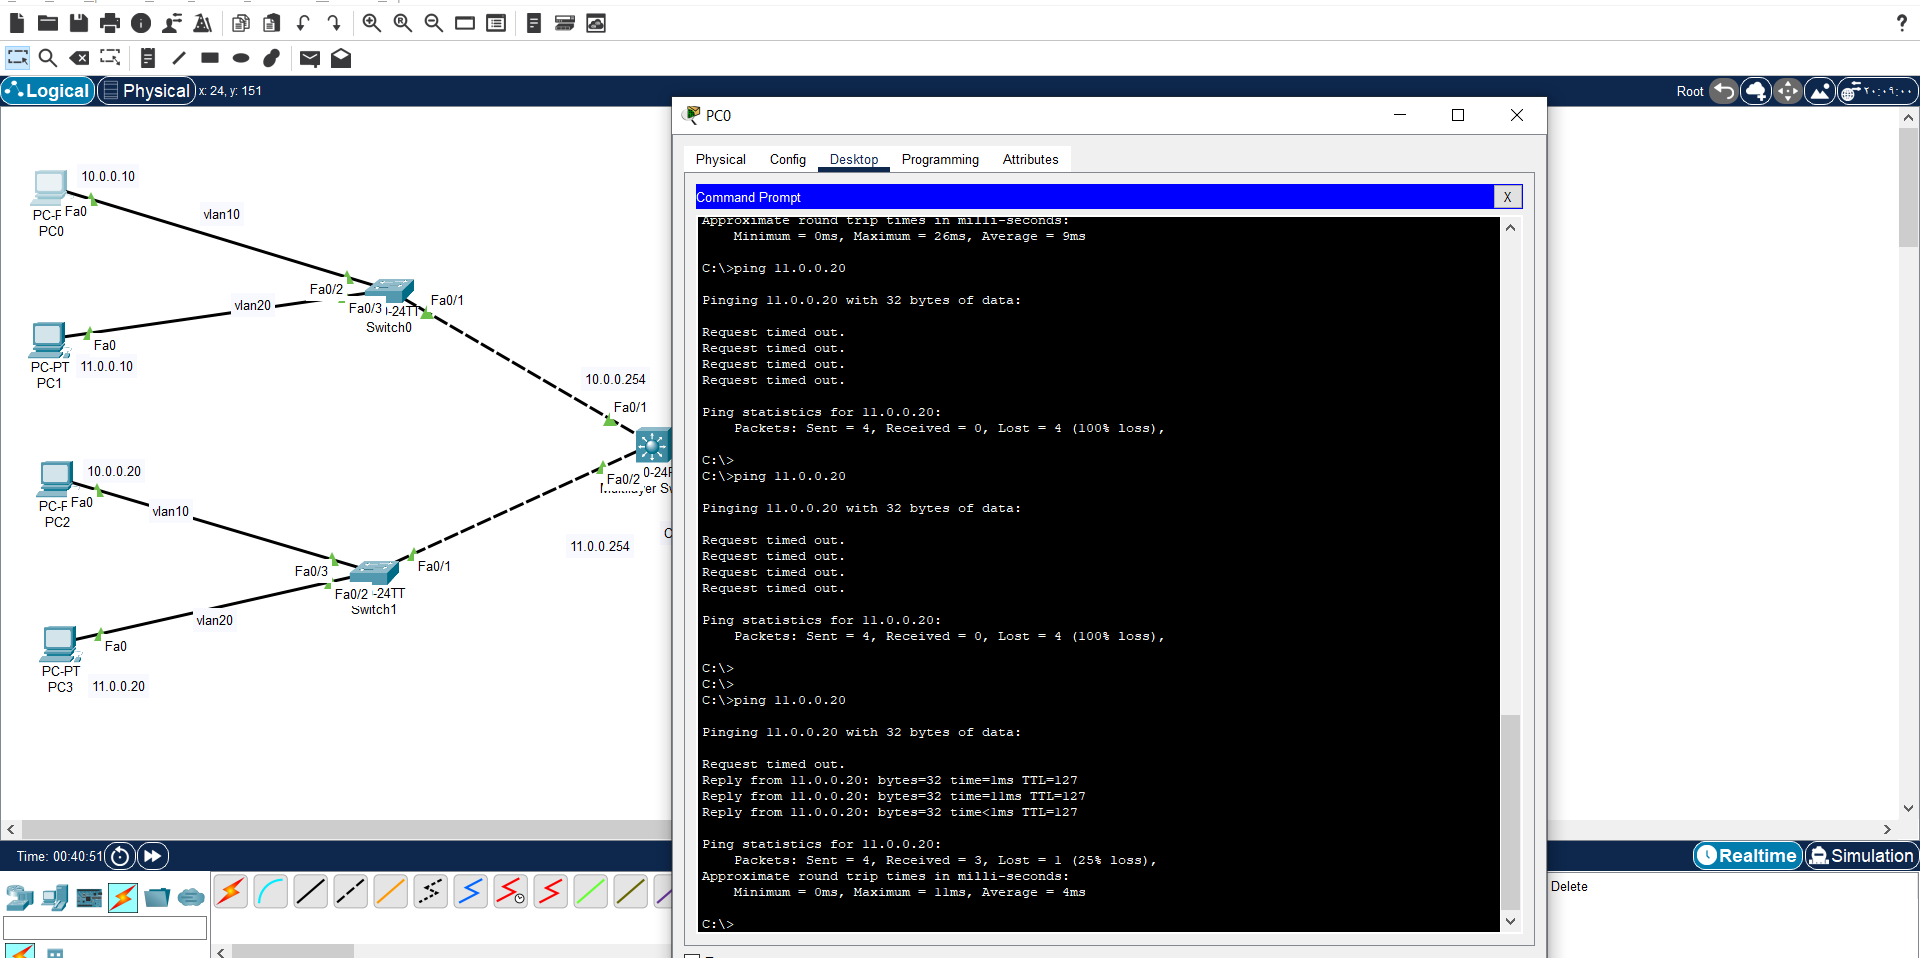 ?
Logical
Physical
x: 24, y: 151
Root
۲۰:۰۹:۰۰
PC0
Physical
Config
Desktop
Programming
Attributes
Command Prompt
X
Approximate round trip times in milli-seconds:
Minimum = 0ms, Maximum = 26ms, Average = 9ms
C:\>ping 11.0.0.20
Pinging 11.0.0.20 with 32 bytes of data:
Request timed out.
Request timed out.
Request timed out.
Request timed out.
Ping statistics for 11.0.0.20:
Packets: Sent = 4, Received = 0, Lost = 4 (100% loss),
C:\>
C:\>ping 11.0.0.20
Pinging 11.0.0.20 with 32 bytes of data:
Request timed out.
Request timed out.
Request timed out.
Request timed out.
Ping statistics for 11.0.0.20:
Packets: Sent = 4, Received = 0, Lost = 4 (100% loss),
C:\>
C:\>
C:\>ping 11.0.0.20
Pinging 11.0.0.20 with 32 bytes of data:
Request timed out.
Reply from 11.0.0.20: bytes=32 time=1ms TTL=127
Reply from 11.0.0.20: bytes=32 time=11ms TTL=127
Reply from 11.0.0.20: bytes=32 time<1ms TTL=127
Ping statistics for 11.0.0.20:
Packets: Sent = 4, Received = 3, Lost = 1 (25% loss),
Approximate round trip times in milli-seconds:
Minimum = 0ms, Maximum = 11ms, Average = 4ms
C:\>
10.0.0.10
Fa0
PC0
vlan10
Fa0/2
vlan20
Fa0/3
-24TT
Switch0
Fa0/1
Fa0
PC-PT
PC1
11.0.0.10
10.0.0.254
Fa0/1
Fa0/2
10.0.0.20
Fa0
PC2
vlan10
11.0.0.254
Fa0/3
Fa0/1
Fa0/2
-24TT
Switch1
vlan20
Fa0
PC-PT
PC3
11.0.0.20
Time: 00:40:51
Realtime
Simulation
Delete